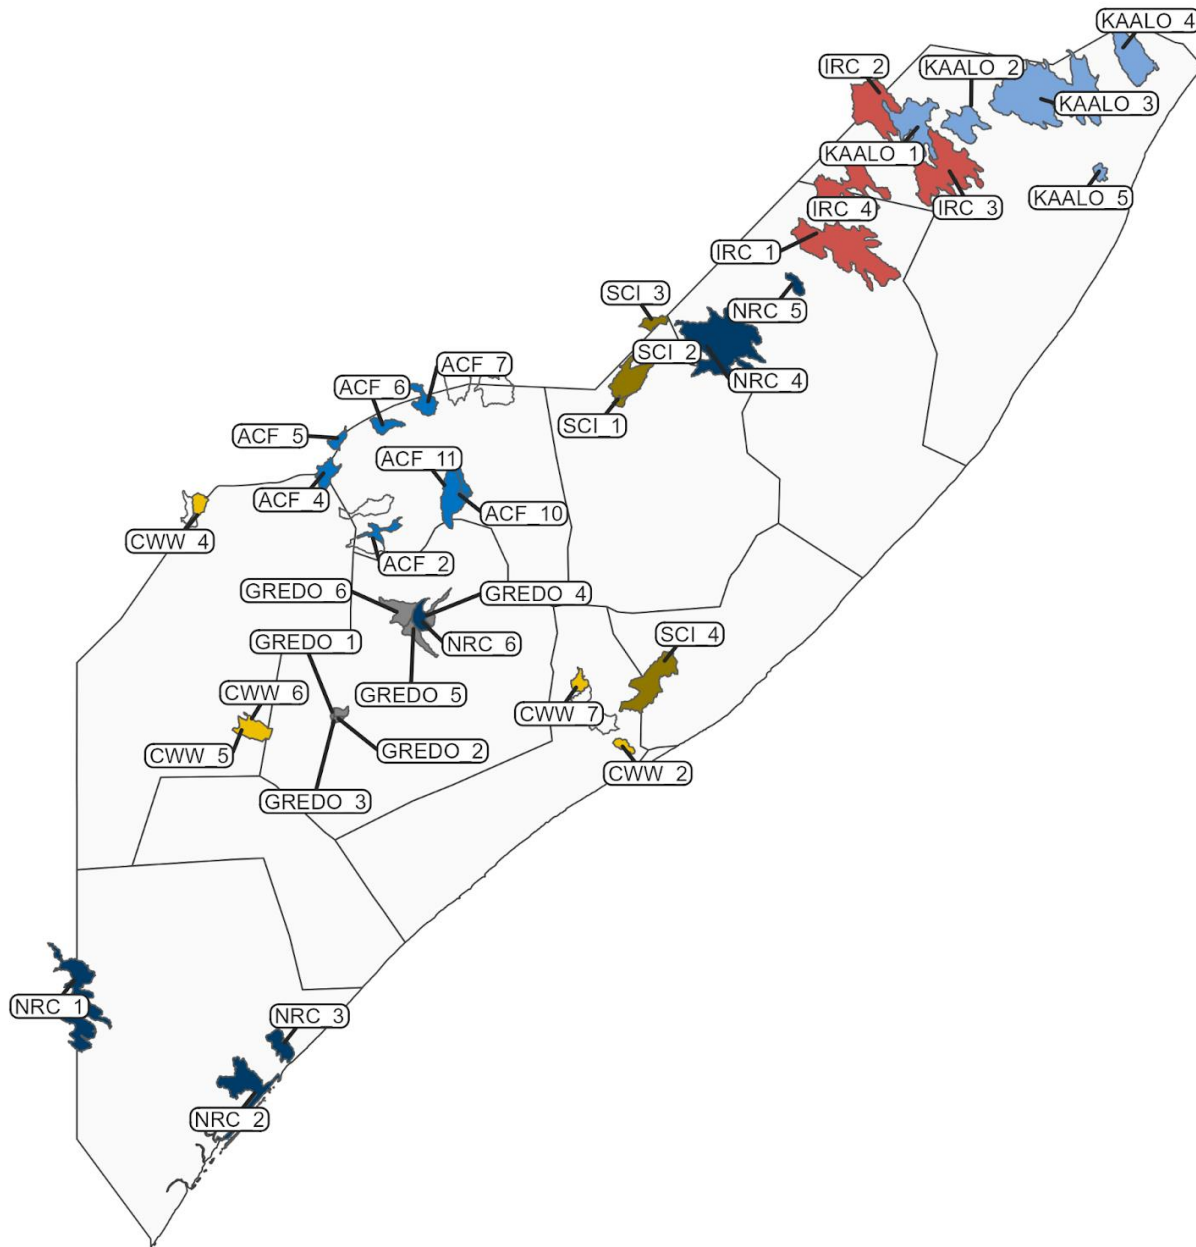 KAALO_4
IRC_2
KAALO_2
KAALO_3
KAALO_1
KAALO_5
IRC_4
IRC_3
IRC_1
SCI_3
NRC_5
SCI_2
NRC_4
ACF_7
ACF_6
SCI_1
ACF_5
ACF_11
ACF_4
ACF_10
CWW_4
ACF_2
GREDO_6
GREDO_4
GREDO_1
SCI_4
NRC_6
CWW_6
GREDO_5
CWW_7
GREDO_2
CWW_5
CWW_2
GREDO_3
NRC_1
NRC_3
NRC_2